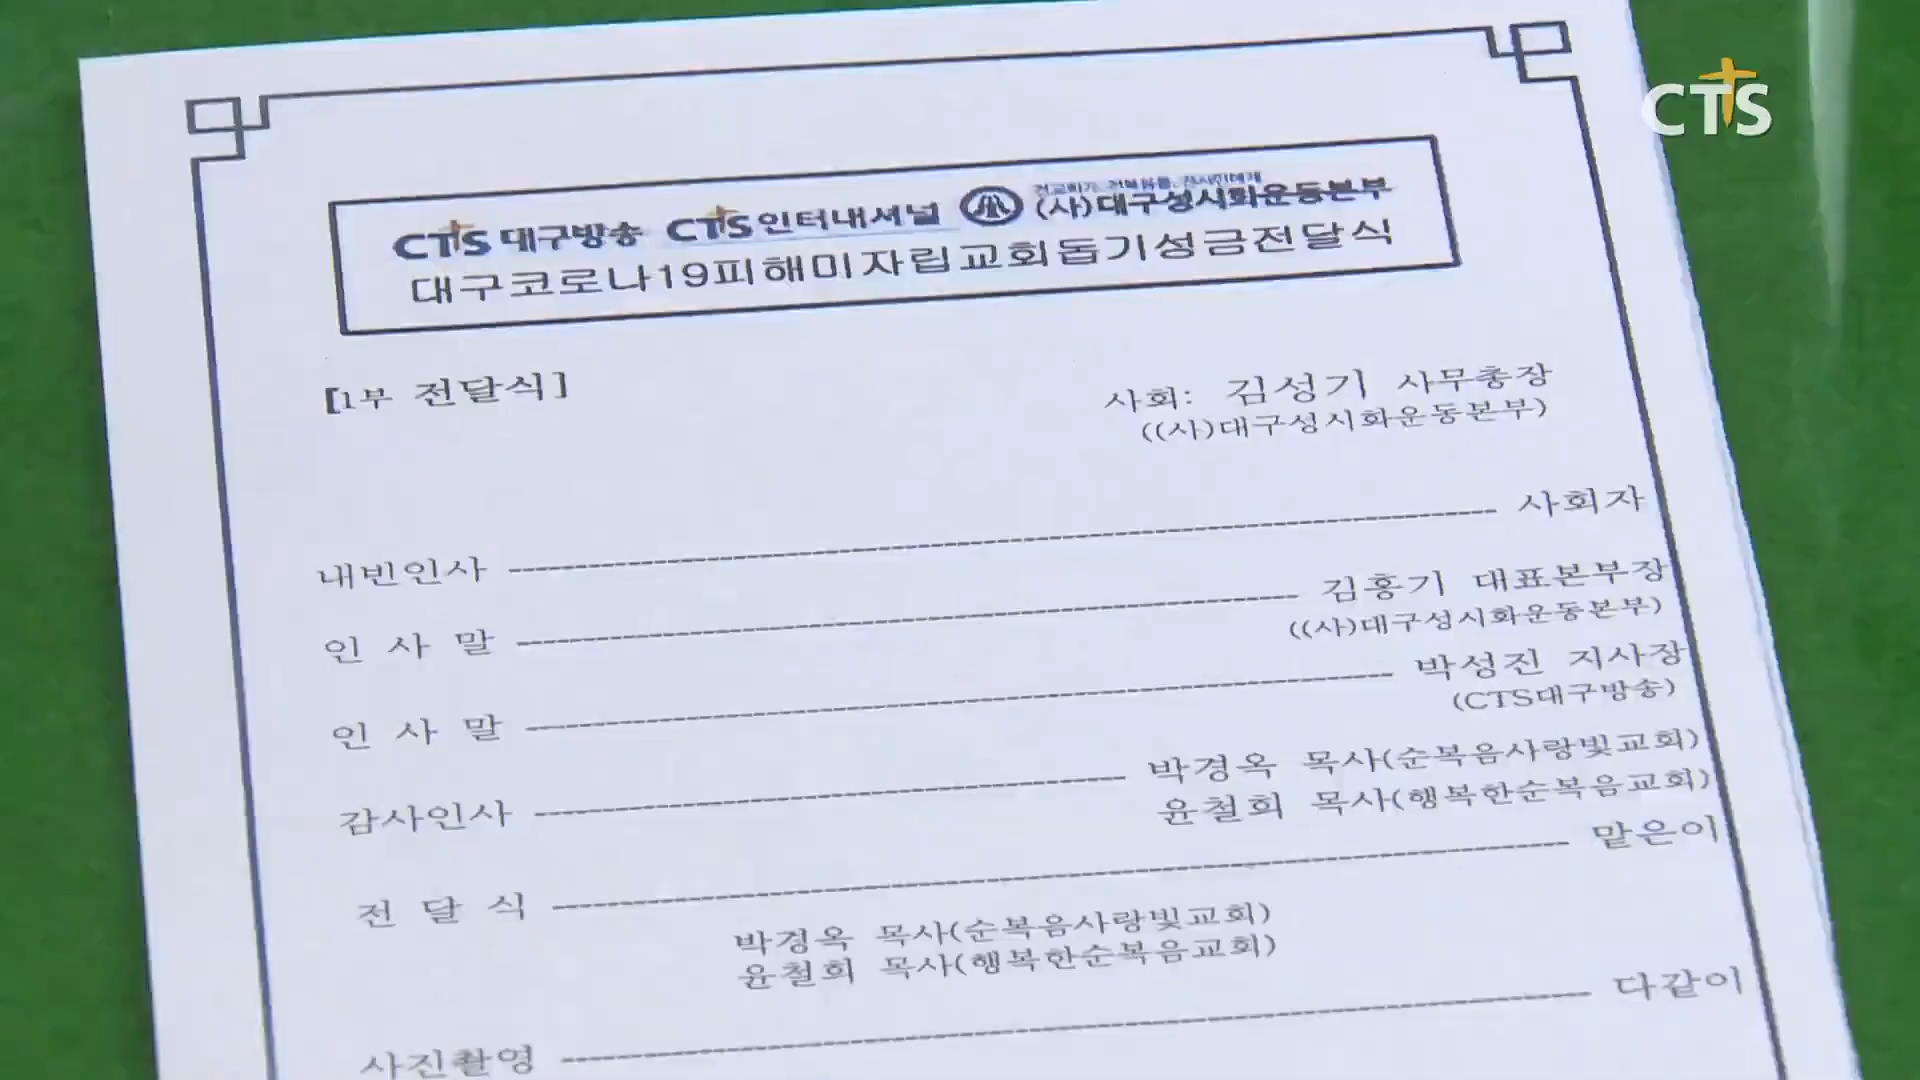 CTS
CTS 대구방송 CTS 인터내셔널 (사)대구성시화운동본부
대구코로나19피해미자립교회돕기성금전달식
[1부 전달식]
사회: 김성기 사무총장
((사)대구성시화운동본부)
내빈인사 사회자
인 사 말 김홍기 대표본부장
((사)대구성시화운동본부)
인 사 말 박성진 지사장
(CTS대구방송)
감사인사 박경옥 목사(순복음사랑빛교회)
윤철희 목사(행복한순복음교회)
전 달 식 맡은이
박경옥 목사(순복음사랑빛교회)
윤철희 목사(행복한순복음교회)
사진촬영 다같이